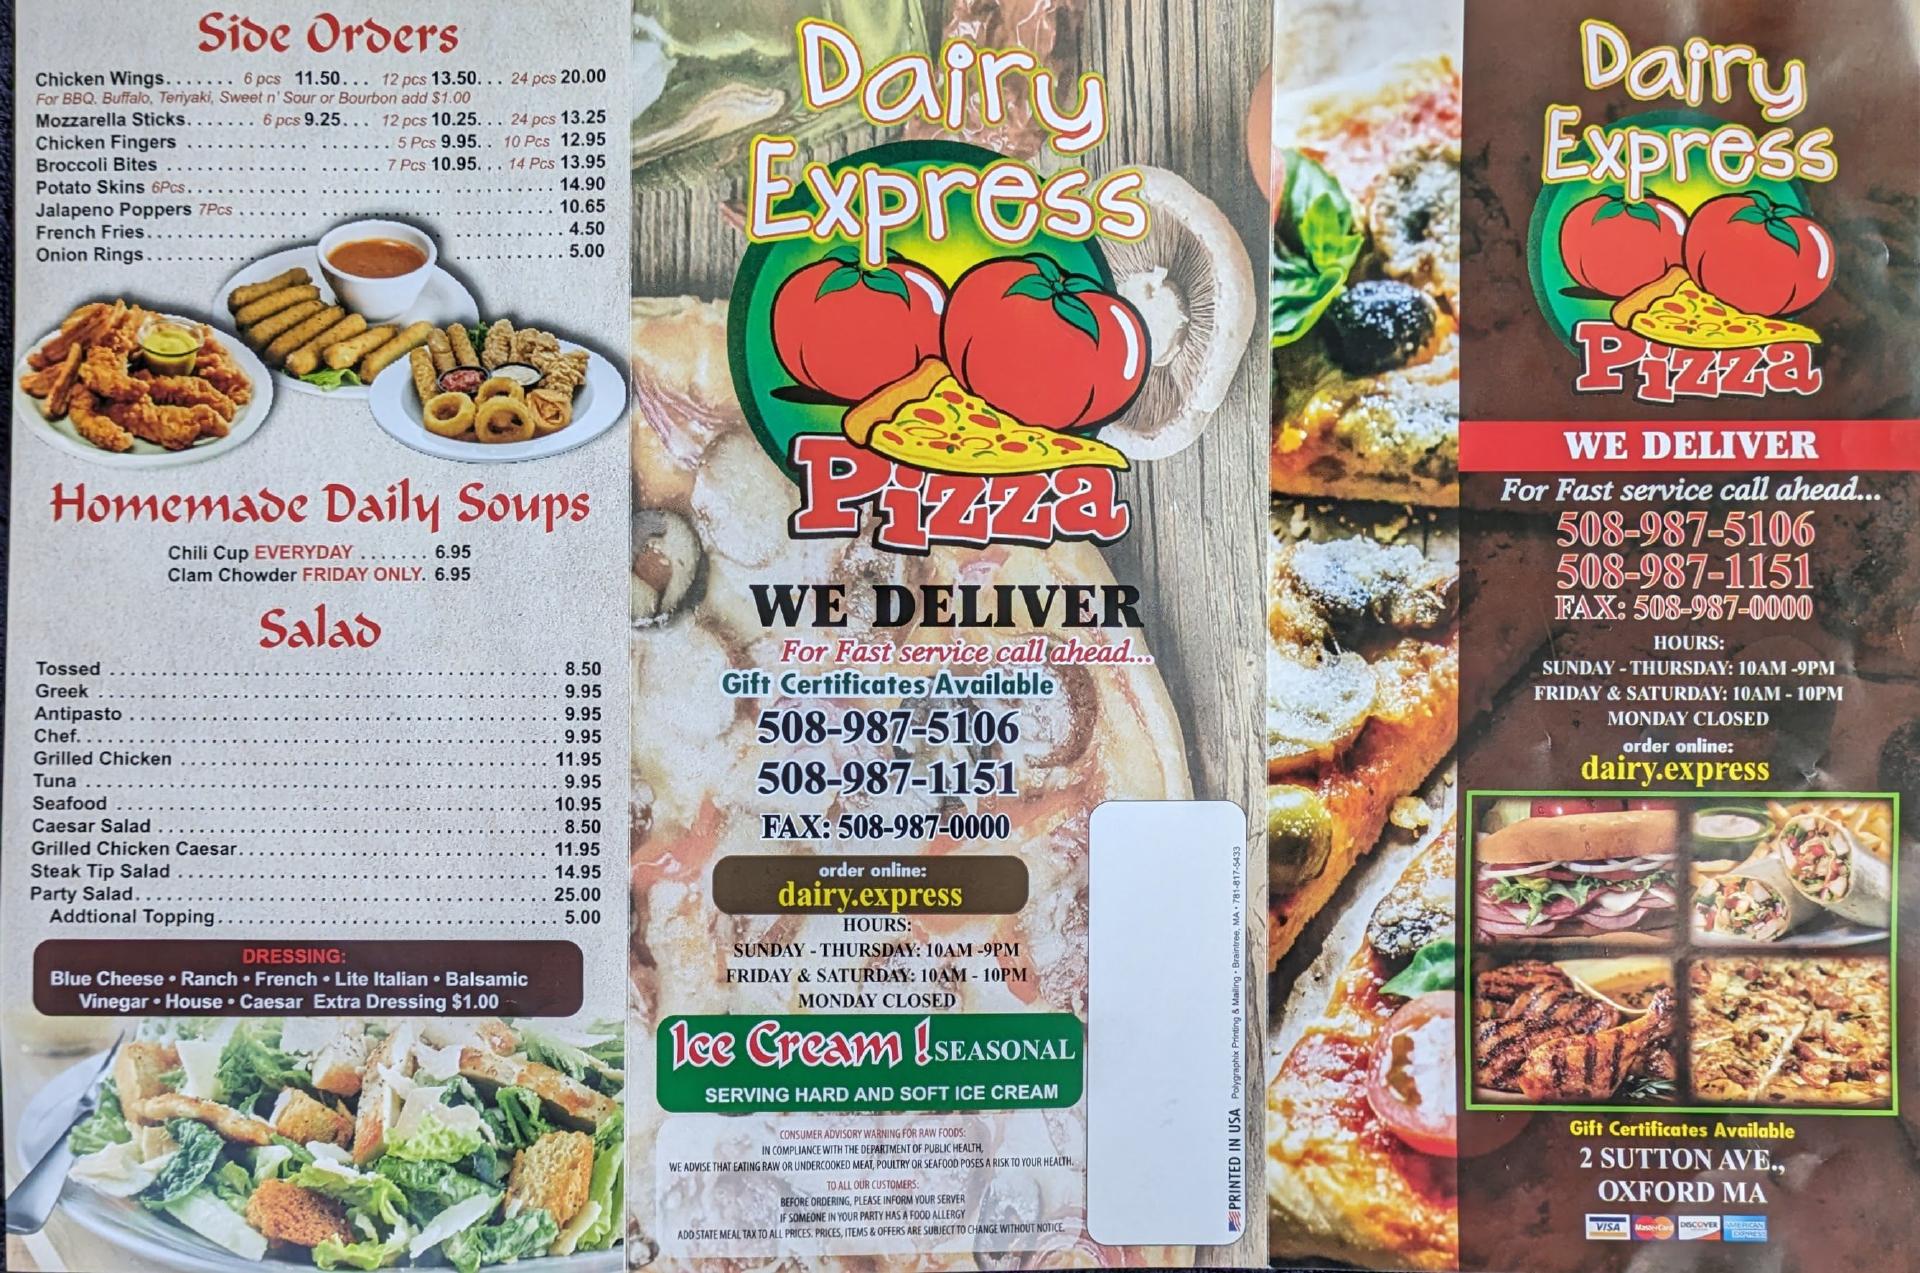 Side Orders
Chicken Wings....... 6 pcs 11.50... 12 pcs 13.50... 24 pcs 20.00
For BBQ. Buffalo, Teriyaki, Sweet n' Sour or Bourbon add $1.00
Mozzarella Sticks....... 6 pcs 9.25... 12 pcs 10.25... 24 pcs 13.25
Chicken Fingers ....... 5 Pcs 9.95.. 10 Pcs 12.95
Broccoli Bites ....... 7 Pcs 10.95... 14 Pcs 13.95
Potato Skins 6Pcs....... 14.90
Jalapeno Poppers 7Pcs ....... 10.65
French Fries....... 4.50
Onion Rings....... 5.00
Homemade Daily Soups
Chili Cup EVERYDAY ....... 6.95
Clam Chowder FRIDAY ONLY. 6.95
Salad
Tossed ....... 8.50
Greek ....... 9.95
Antipasto ....... 9.95
Chef....... 9.95
Grilled Chicken ....... 11.95
Tuna ....... 9.95
Seafood ....... 10.95
Caesar Salad ....... 8.50
Grilled Chicken Caesar....... 11.95
Steak Tip Salad ....... 14.95
Party Salad....... 25.00
Addtional Topping....... 5.00
DRESSING:
Blue Cheese • Ranch • French • Lite Italian • Balsamic
Vinegar • House • Caesar Extra Dressing $1.00
Dairy
Express
Pizza
WE DELIVER
For Fast service call ahead...
Gift Certificates Available
508-987-5106
508-987-1151
FAX: 508-987-0000
order online:
dairy.express
HOURS:
SUNDAY - THURSDAY: 10AM -9PM
FRIDAY & SATURDAY: 10AM - 10PM
MONDAY CLOSED
Ice Cream ! SEASONAL
SERVING HARD AND SOFT ICE CREAM
CONSUMER ADVISORY WARNING FOR RAW FOODS:
IN COMPLIANCE WITH THE DEPARTMENT OF PUBLIC HEALTH,
WE ADVISE THAT EATING RAW OR UNDERCOOKED MEAT, POULTRY OR SEAFOOD POSES A RISK TO YOUR HEALTH.
TO ALL OUR CUSTOMERS:
BEFORE ORDERING, PLEASE INFORM YOUR SERVER
IF SOMEONE IN YOUR PARTY HAS A FOOD ALLERGY
ADD STATE MEAL TAX TO ALL PRICES. PRICES, ITEMS & OFFERS ARE SUBJECT TO CHANGE WITHOUT NOTICE.
PRINTED IN USA Polygraphix Printing & Mailing • Braintree, MA • 781-817-5433
Dairy
Express
Pizza
WE DELIVER
For Fast service call ahead...
508-987-5106
508-987-1151
FAX: 508-987-0000
HOURS:
SUNDAY - THURSDAY: 10AM -9PM
FRIDAY & SATURDAY: 10AM - 10PM
MONDAY CLOSED
order online:
dairy.express
Gift Certificates Available
2 SUTTON AVE.,
OXFORD MA
VISA MasterCard DISCOVER AMERICAN EXPRESS